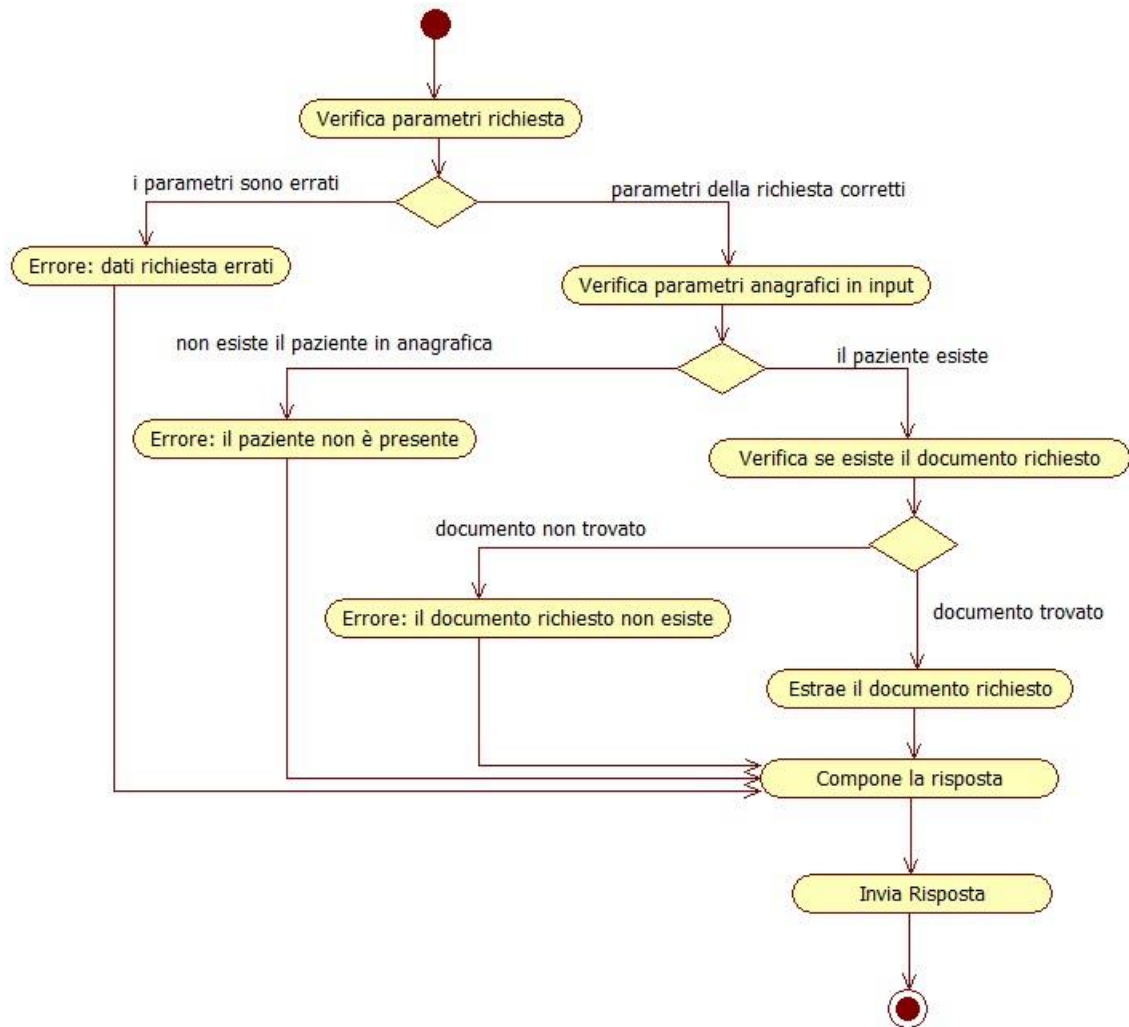 Verifica parametri richiesta
i parametri sono errati
parametri della richiesta corretti
Errore: dati richiesta errati
Verifica parametri anagrafici in input
non esiste il paziente in anagrafica
il paziente esiste
Errore: il paziente non è presente
Verifica se esiste il documento richiesto
documento non trovato
Errore: il documento richiesto non esiste
documento trovato
Estrae il documento richiesto
Compone la risposta
Invia Risposta